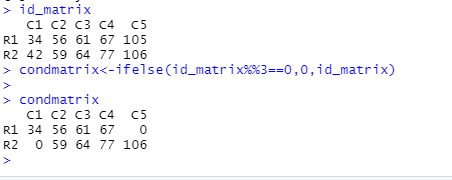 > id_matrix
   C1 C2 C3 C4  C5
R1 34 56 61 67 105
R2 42 59 64 77 106
> condmatrix<-ifelse(id_matrix%%3==0,0,id_matrix)
>
> condmatrix
   C1 C2 C3 C4  C5
R1 34 56 61 67   0
R2  0 59 64 77 106
>